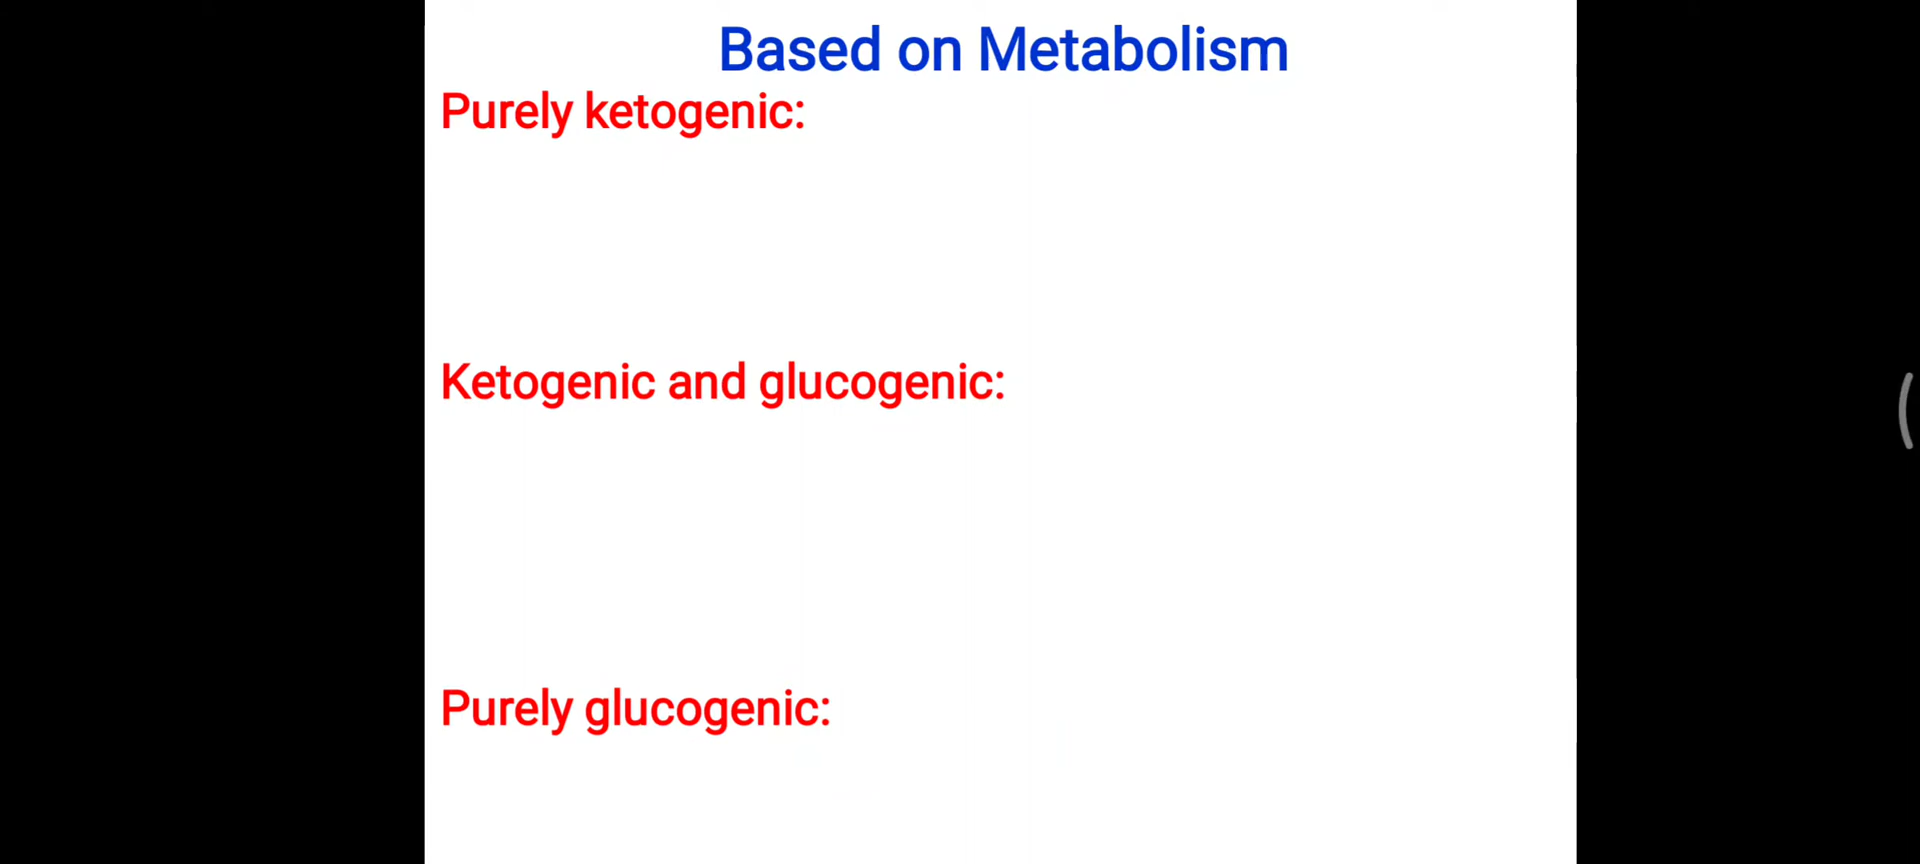 Based on Metabolism
Purely ketogenic:
Ketogenic and glucogenic:
Purely glucogenic: